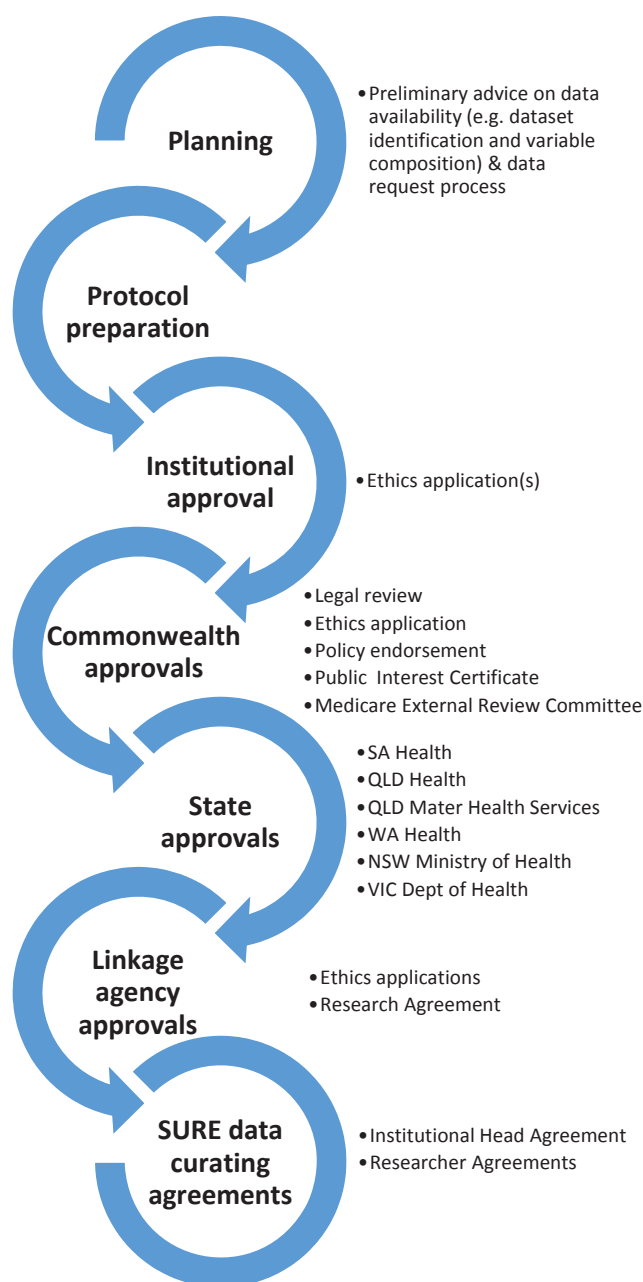 Planning
•Preliminary advice on data
availability (e.g. dataset
identification and variable
composition) & data
request process
Protocol
preparation
Institutional
approval
•Ethics application(s)
Commonwealth
approvals
•Legal review
•Ethics application
•Policy endorsement
•Public Interest Certificate
•Medicare External Review Committee
State
approvals
•SA Health
•QLD Health
•QLD Mater Health Services
•WA Health
•NSW Ministry of Health
•VIC Dept of Health
Linkage
agency
approvals
•Ethics applications
•Research Agreement
SURE data
curating
agreements
•Institutional Head Agreement
•Researcher Agreements